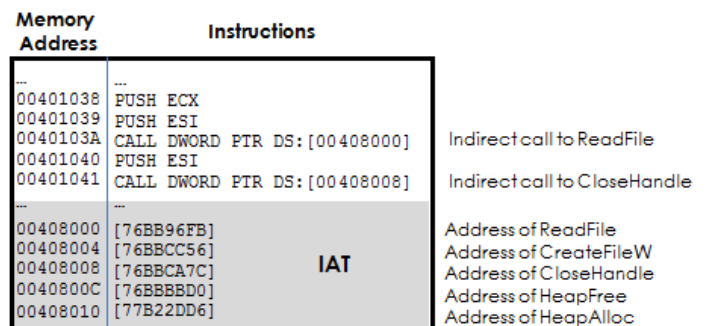 Memory Address Instructions
... ...
00401038 PUSH ECX
00401039 PUSH ESI
0040103A CALL DWORD PTR DS:[00408000] Indirect call to ReadFile
00401040 PUSH ESI
00401041 CALL DWORD PTR DS:[00408008] Indirect call to CloseHandle
... ...
00408000 [76BB96FB] Address of ReadFile
00408004 [76BBCC56] IAT Address of CreateFileW
00408008 [76BBCA7C] Address of CloseHandle
0040800C [76BBBBD0] Address of HeapFree
00408010 [77B22DD6] Address of HeapAlloc